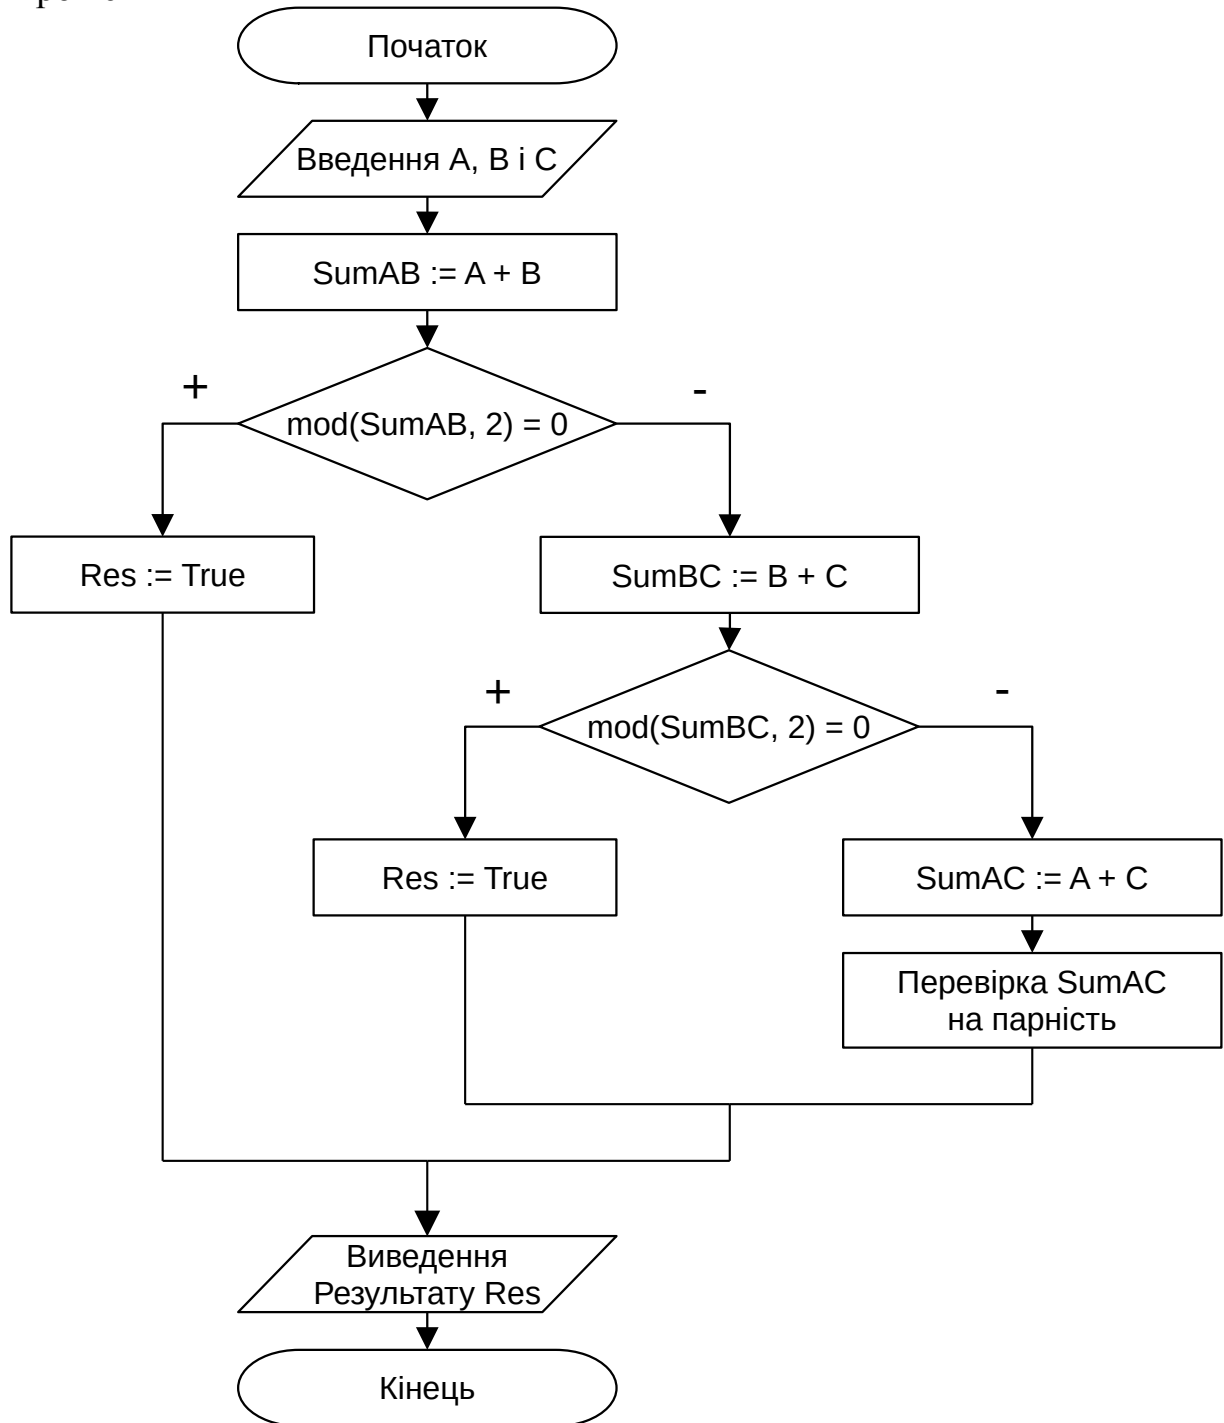 Початок
Введення A, B і C
SumAB := A + B
+
-
mod(SumAB, 2) = 0
Res := True
SumBC := B + C
+
-
mod(SumBC, 2) = 0
Res := True
SumAC := A + C
Перевірка SumAC
на парність
Виведення
Результату Res
Кінець